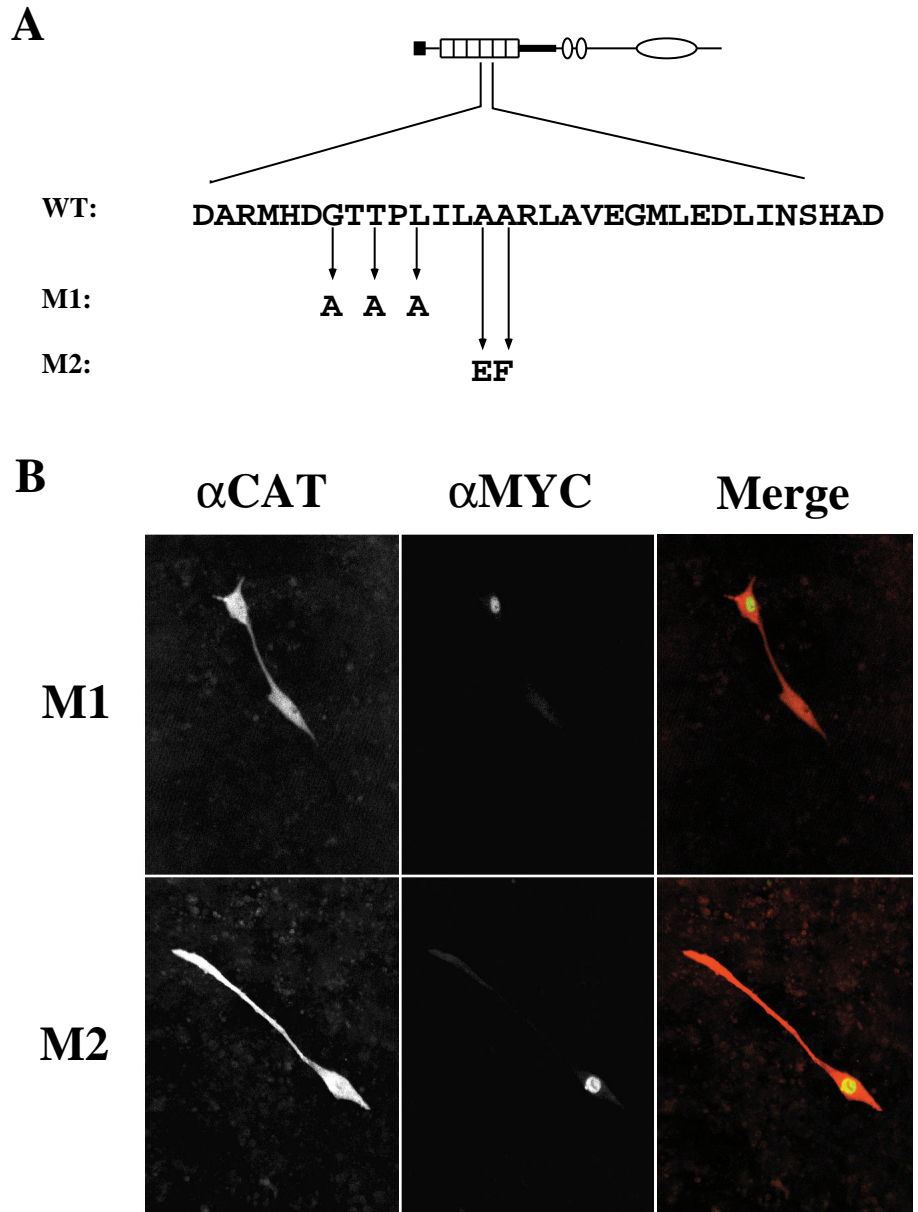 A
WT: DARMHDGTTPLILAARLAVEGMLEDLINSHAD
M1: A A A
M2: EF
B
αCAT αMYC Merge
M1
M2